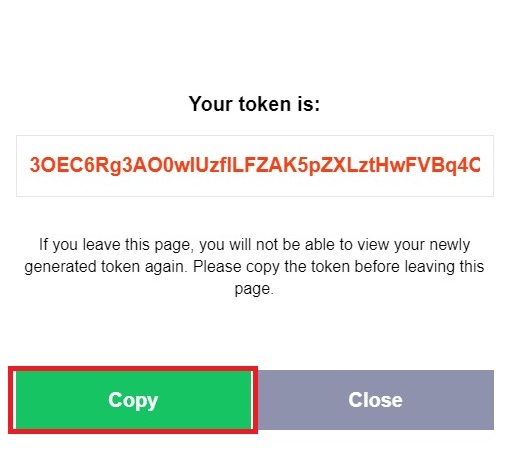 Your token is:
3OEC6Rg3AO0wIUzfILFZAK5pZXLztHwFVBq4C
If you leave this page, you will not be able to view your newly
generated token again. Please copy the token before leaving this
page.
Copy
Close